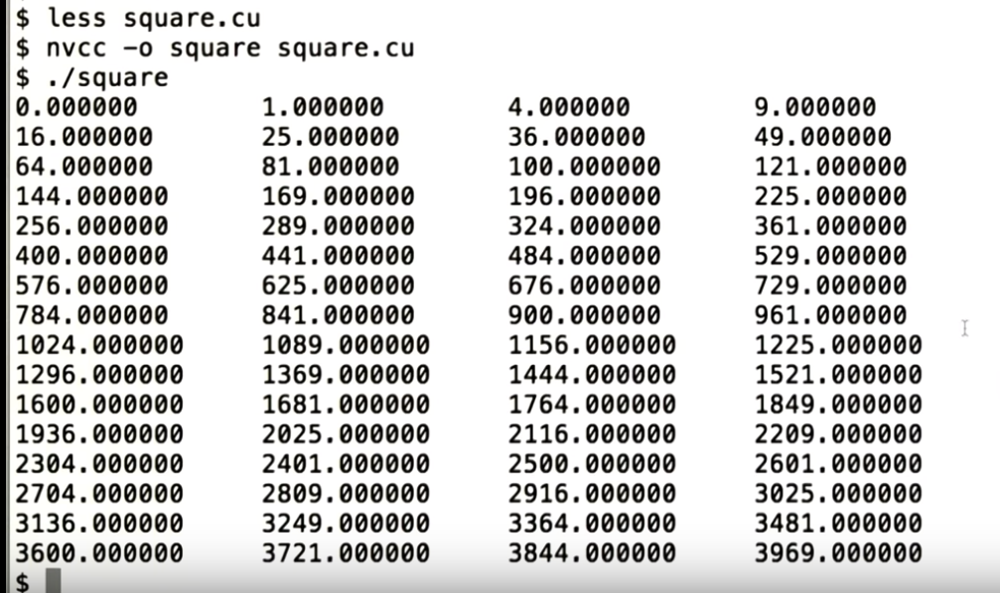 $ less square.cu
$ nvcc -o square square.cu
$ ./square
0.000000 1.000000 4.000000 9.000000
16.000000 25.000000 36.000000 49.000000
64.000000 81.000000 100.000000 121.000000
144.000000 169.000000 196.000000 225.000000
256.000000 289.000000 324.000000 361.000000
400.000000 441.000000 484.000000 529.000000
576.000000 625.000000 676.000000 729.000000
784.000000 841.000000 900.000000 961.000000
1024.000000 1089.000000 1156.000000 1225.000000
1296.000000 1369.000000 1444.000000 1521.000000
1600.000000 1681.000000 1764.000000 1849.000000
1936.000000 2025.000000 2116.000000 2209.000000
2304.000000 2401.000000 2500.000000 2601.000000
2704.000000 2809.000000 2916.000000 3025.000000
3136.000000 3249.000000 3364.000000 3481.000000
3600.000000 3721.000000 3844.000000 3969.000000
$